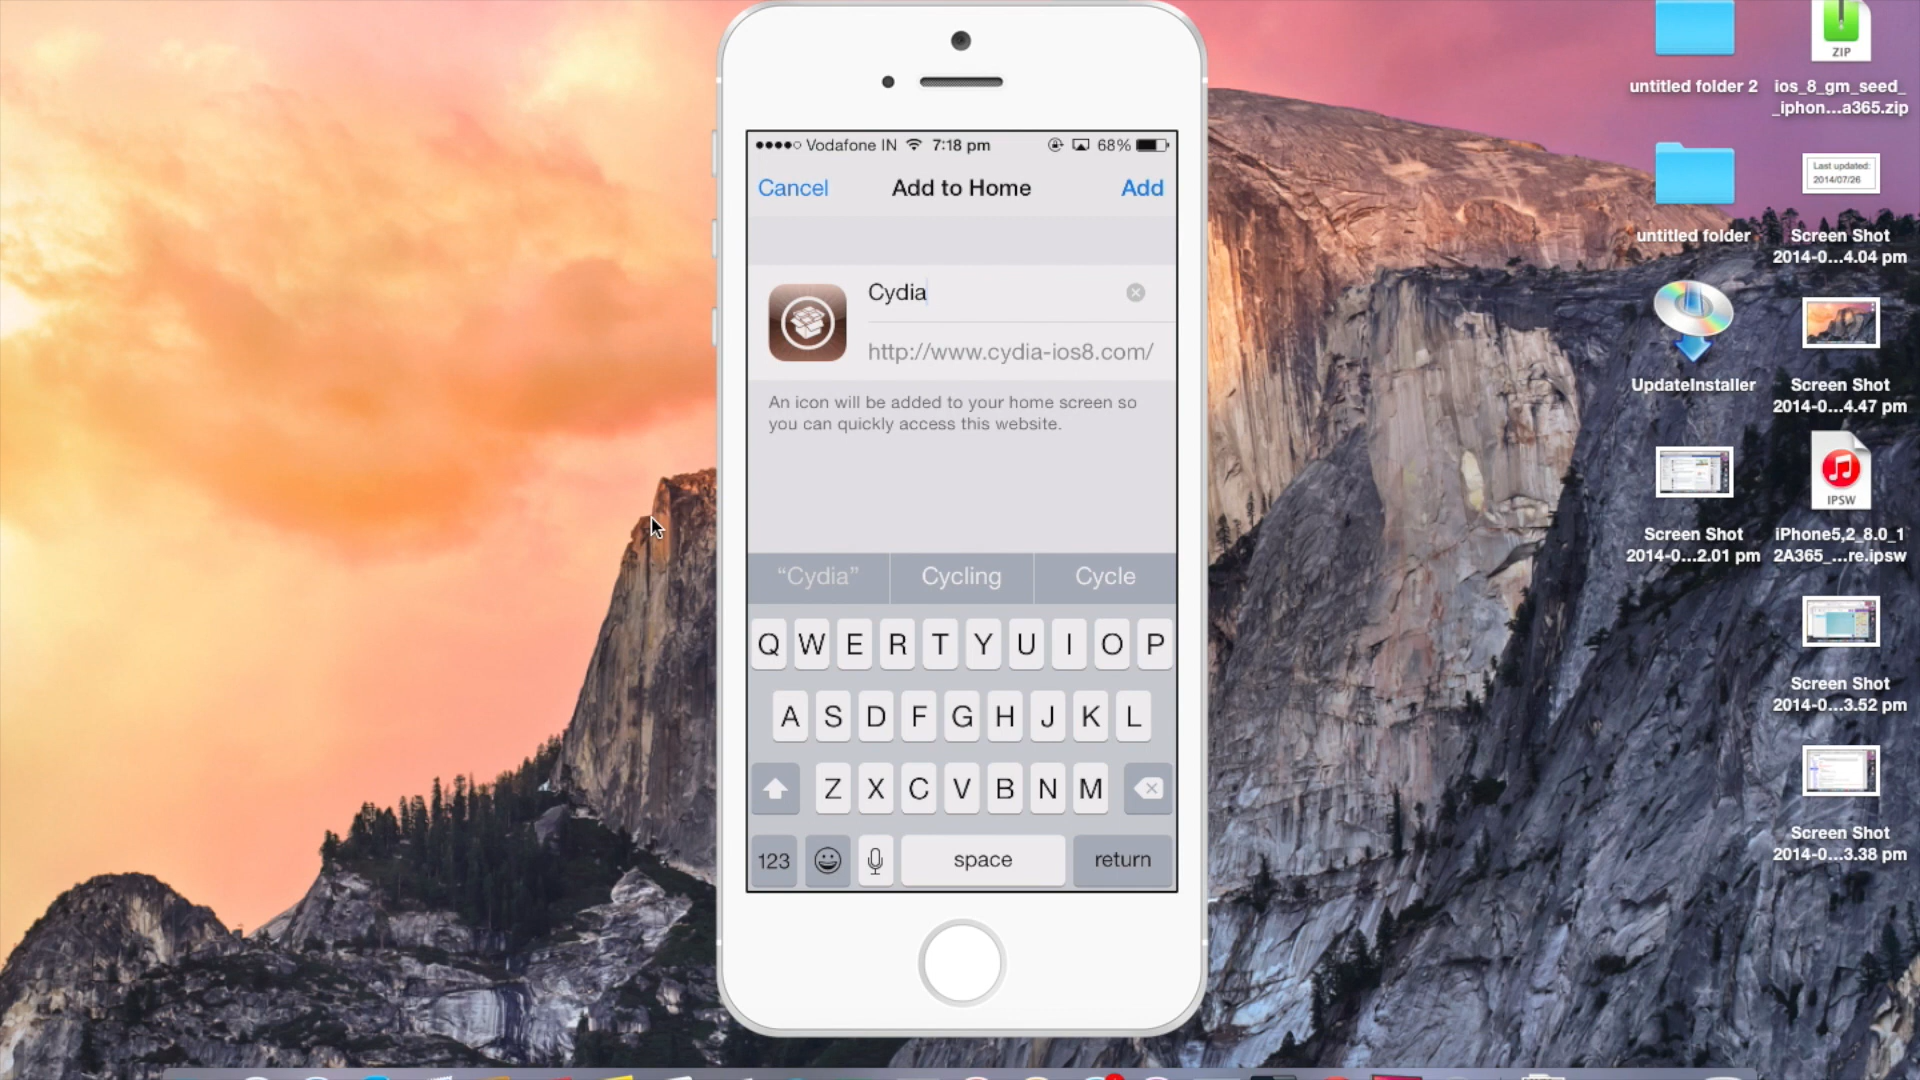 Vodafone IN 7:18 pm 68%
Cancel Add to Home Add
Cydia
http://www.cydia-ios8.com/
An icon will be added to your home screen so
you can quickly access this website.
“Cydia” Cycling Cycle
Q W E R T Y U I O P
A S D F G H J K L
Z X C V B N M
123 space return
untitled folder 2
ZIP
ios_8_gm_seed_
_iphon...a365.zip
untitled folder
Last updated:
2014/07/26
Screen Shot
2014-0...4.04 pm
UpdateInstaller
Screen Shot
2014-0...4.47 pm
Screen Shot
2014-0...2.01 pm
IPSW
iPhone5,2_8.0_1
2A365_...re.ipsw
Screen Shot
2014-0...3.52 pm
Screen Shot
2014-0...3.38 pm